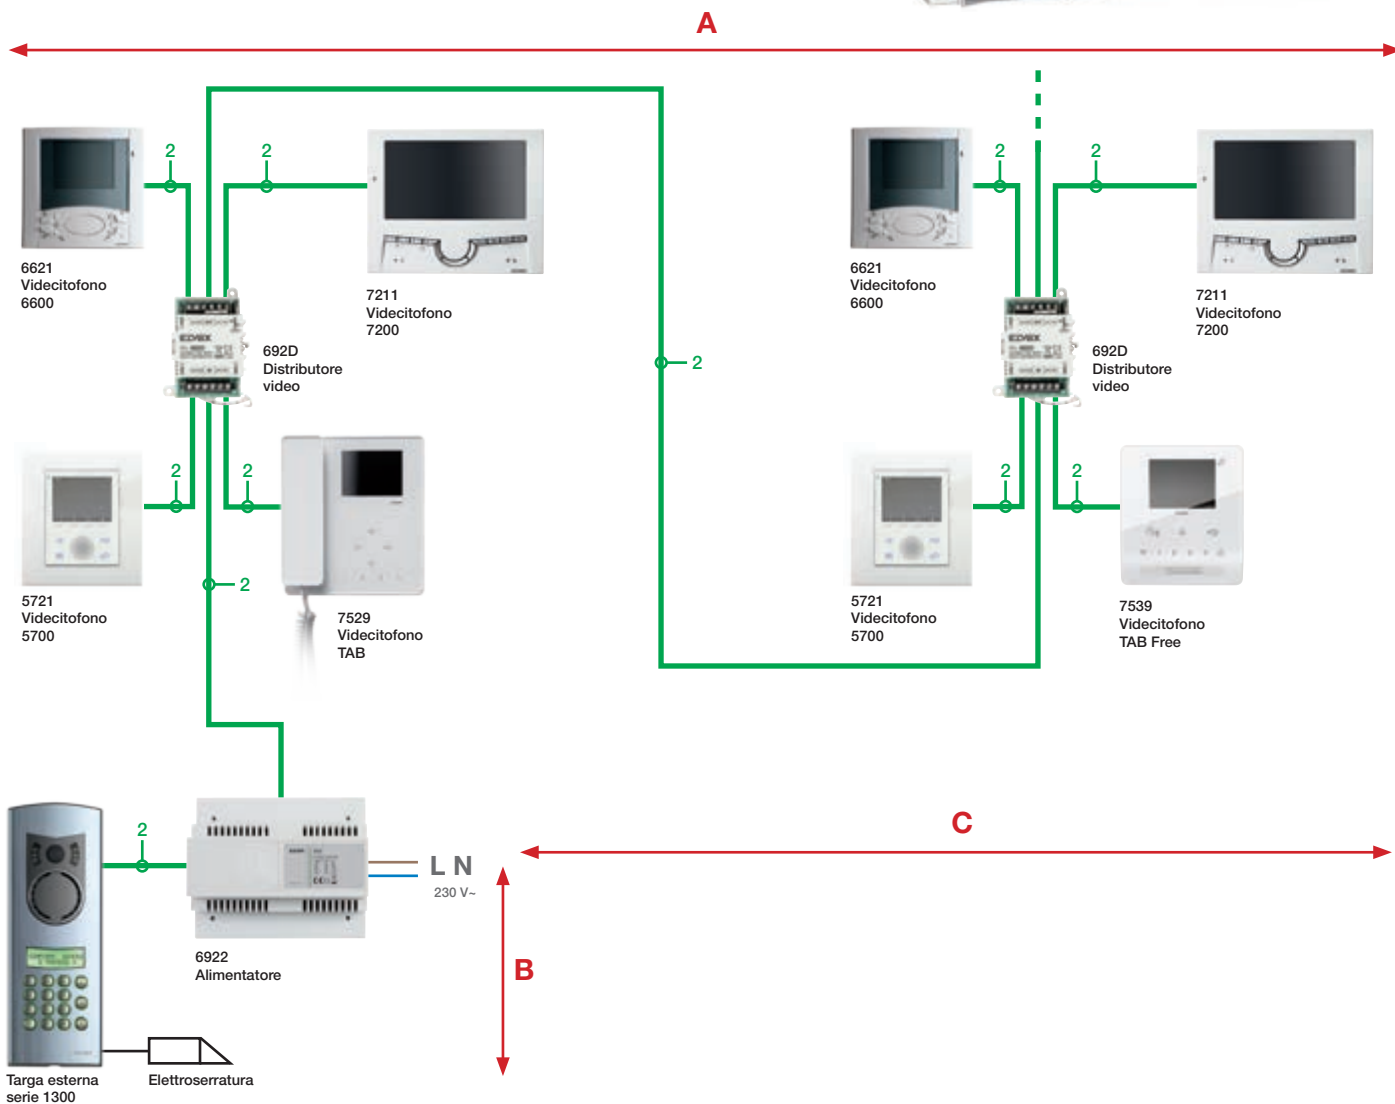 A
2
2
2
2
6621
Videcitofono
6600
7211
Videcitofono
7200
6621
Videcitofono
6600
7211
Videcitofono
7200
ELVOX
692D
Distributore
video
2
692D
Distributore
video
2
2
2
2
5721
Videcitofono
5700
2
7529
Videcitofono
TAB
5721
Videcitofono
5700
7539
Videcitofono
TAB Free
2
L N
230 V~
C
6922
Alimentatore
B
Targa esterna
serie 1300
Elettroserratura